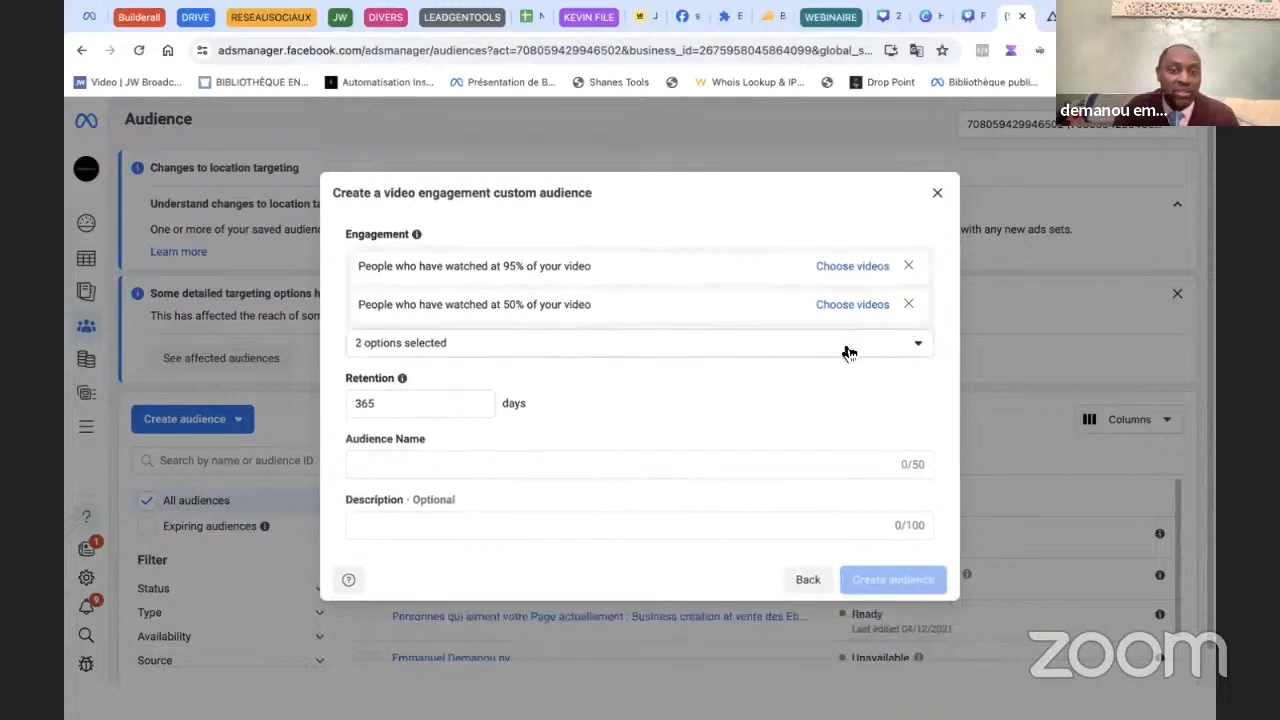 Builderall DRIVE RESEAUSOCIAUX JW DIVERS LEADGENTOOLS N KEVIN FILE J s E B WEBINAIRE Z H F
adsmanager.facebook.com/adsmanager/audiences?act=708059429946502&business_id=2675958045864099&global_s...
Video | JW Broadc... BIBLIOTHÈQUE EN... Automatisation Ins... Présentation de B... Shanes Tools Whois Lookup & IP... Drop Point Bibliothèque publi...
demanou em...
Audience
Changes to location targeting
Understand changes to location ta
One or more of your saved audienc
with any new ads sets.
Learn more
Some detailed targeting options h
This has affected the reach of som
See affected audiences
Create audience
Columns
Search by name or audience ID
All audiences
Expiring audiences
Filter
Status
Type
Availability
Source
Create a video engagement custom audience
Engagement
People who have watched at 95% of your video Choose videos
People who have watched at 50% of your video Choose videos
2 options selected
Retention
365 days
Audience Name
0/50
Description · Optional
0/100
Back Create audience
Personnes qui aiment votre Page actuellement : Business creation et vente des Eb...
Ready
Last edited 04/12/2021
Emmanuel Demanou
Unavailable
1
9
zoom